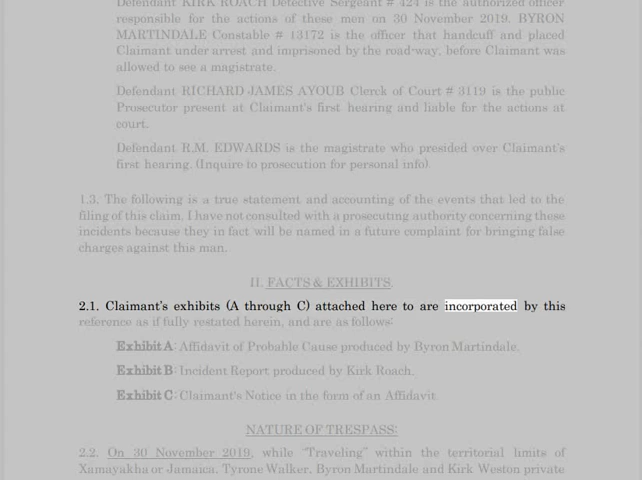 Defendant KIRK ROACH Detective Sergeant # 424 is the authorized officer
responsible for the actions of these men on 30 November 2019. BYRON
MARTINDALE Constable # 13172 is the officer that handcuff and placed
Claimant under arrest and imprisoned by the road-way, before Claimant was
allowed to see a magistrate.
Defendant RICHARD JAMES AYOUB Clerck of Court # 3119 is the public
Prosecutor present at Claimant's first hearing and liable for the actions at
court.
Defendant R.M. EDWARDS is the magistrate who presided over Claimant's
first hearing. (Inquire to prosecution for personal info)
1.3. The following is a true statement and accounting of the events that led to the
filing of this claim, I have not consulted with a prosecuting authority concerning these
incidents because they in fact will be named in a future complaint for bringing false
charges against this man.
II. FACTS & EXHIBITS.
2.1. Claimant's exhibits (A through C) attached here to are incorporated by this
reference as if fully restated herein, and are as follows:
Exhibit A: Affidavit of Probable Cause produced by Byron Martindale.
Exhibit B: Incident Report produced by Kirk Roach.
Exhibit C: Claimant's Notice in the form of an Affidavit.
NATURE OF TRESPASS:
2.2. On 30 November 2019, while "Traveling" within the territorial limits of
Xamayakha or Jamaica, Tyrone Walker, Byron Martindale and Kirk Weston private